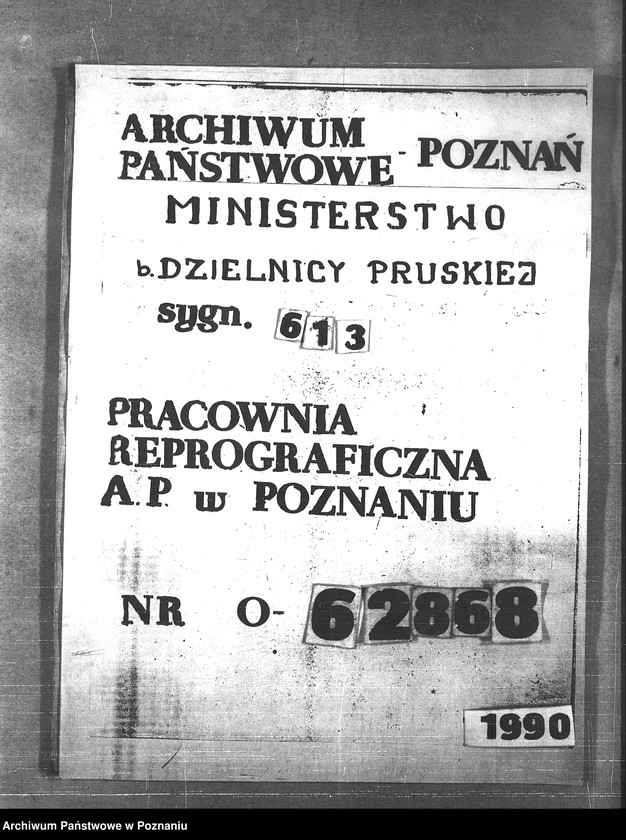 ARCHIWUM
PAŃSTWOWE - POZNAŃ
MINISTERSTWO
b. DZIELNICY PRUSKIEJ
sygn. 613
PRACOWNIA
REPROGRAFICZNA
A.P. w POZNANIU
NR O-62868
1990
Archiwum Państwowe w Poznaniu